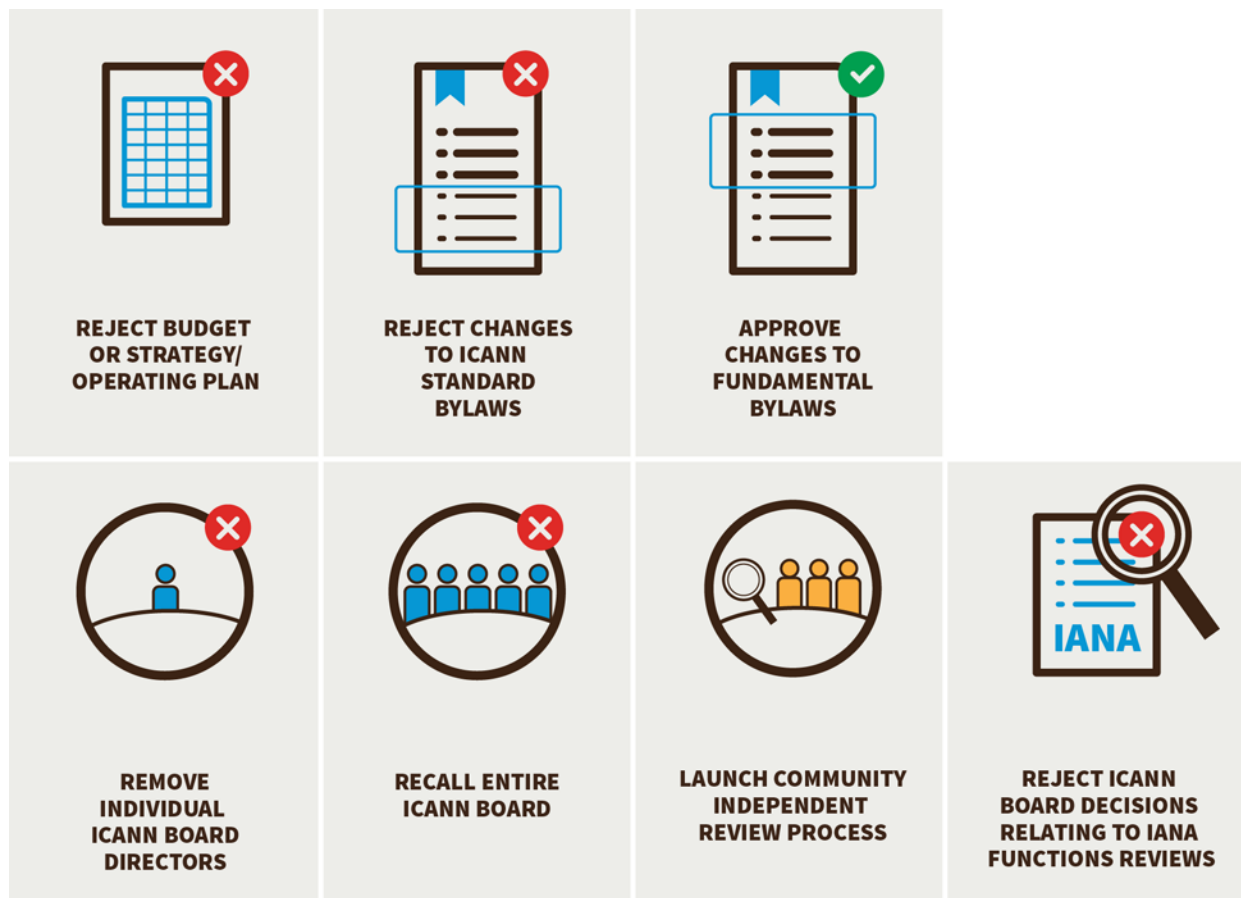 REJECT BUDGET
OR STRATEGY/
OPERATING PLAN
REJECT CHANGES
TO ICANN
STANDARD
BYLAWS
APPROVE
CHANGES TO
FUNDAMENTAL
BYLAWS
REMOVE
INDIVIDUAL
ICANN BOARD
DIRECTORS
RECALL ENTIRE
ICANN BOARD
LAUNCH COMMUNITY
INDEPENDENT
REVIEW PROCESS
IANA
REJECT ICANN
BOARD DECISIONS
RELATING TO IANA
FUNCTIONS REVIEWS